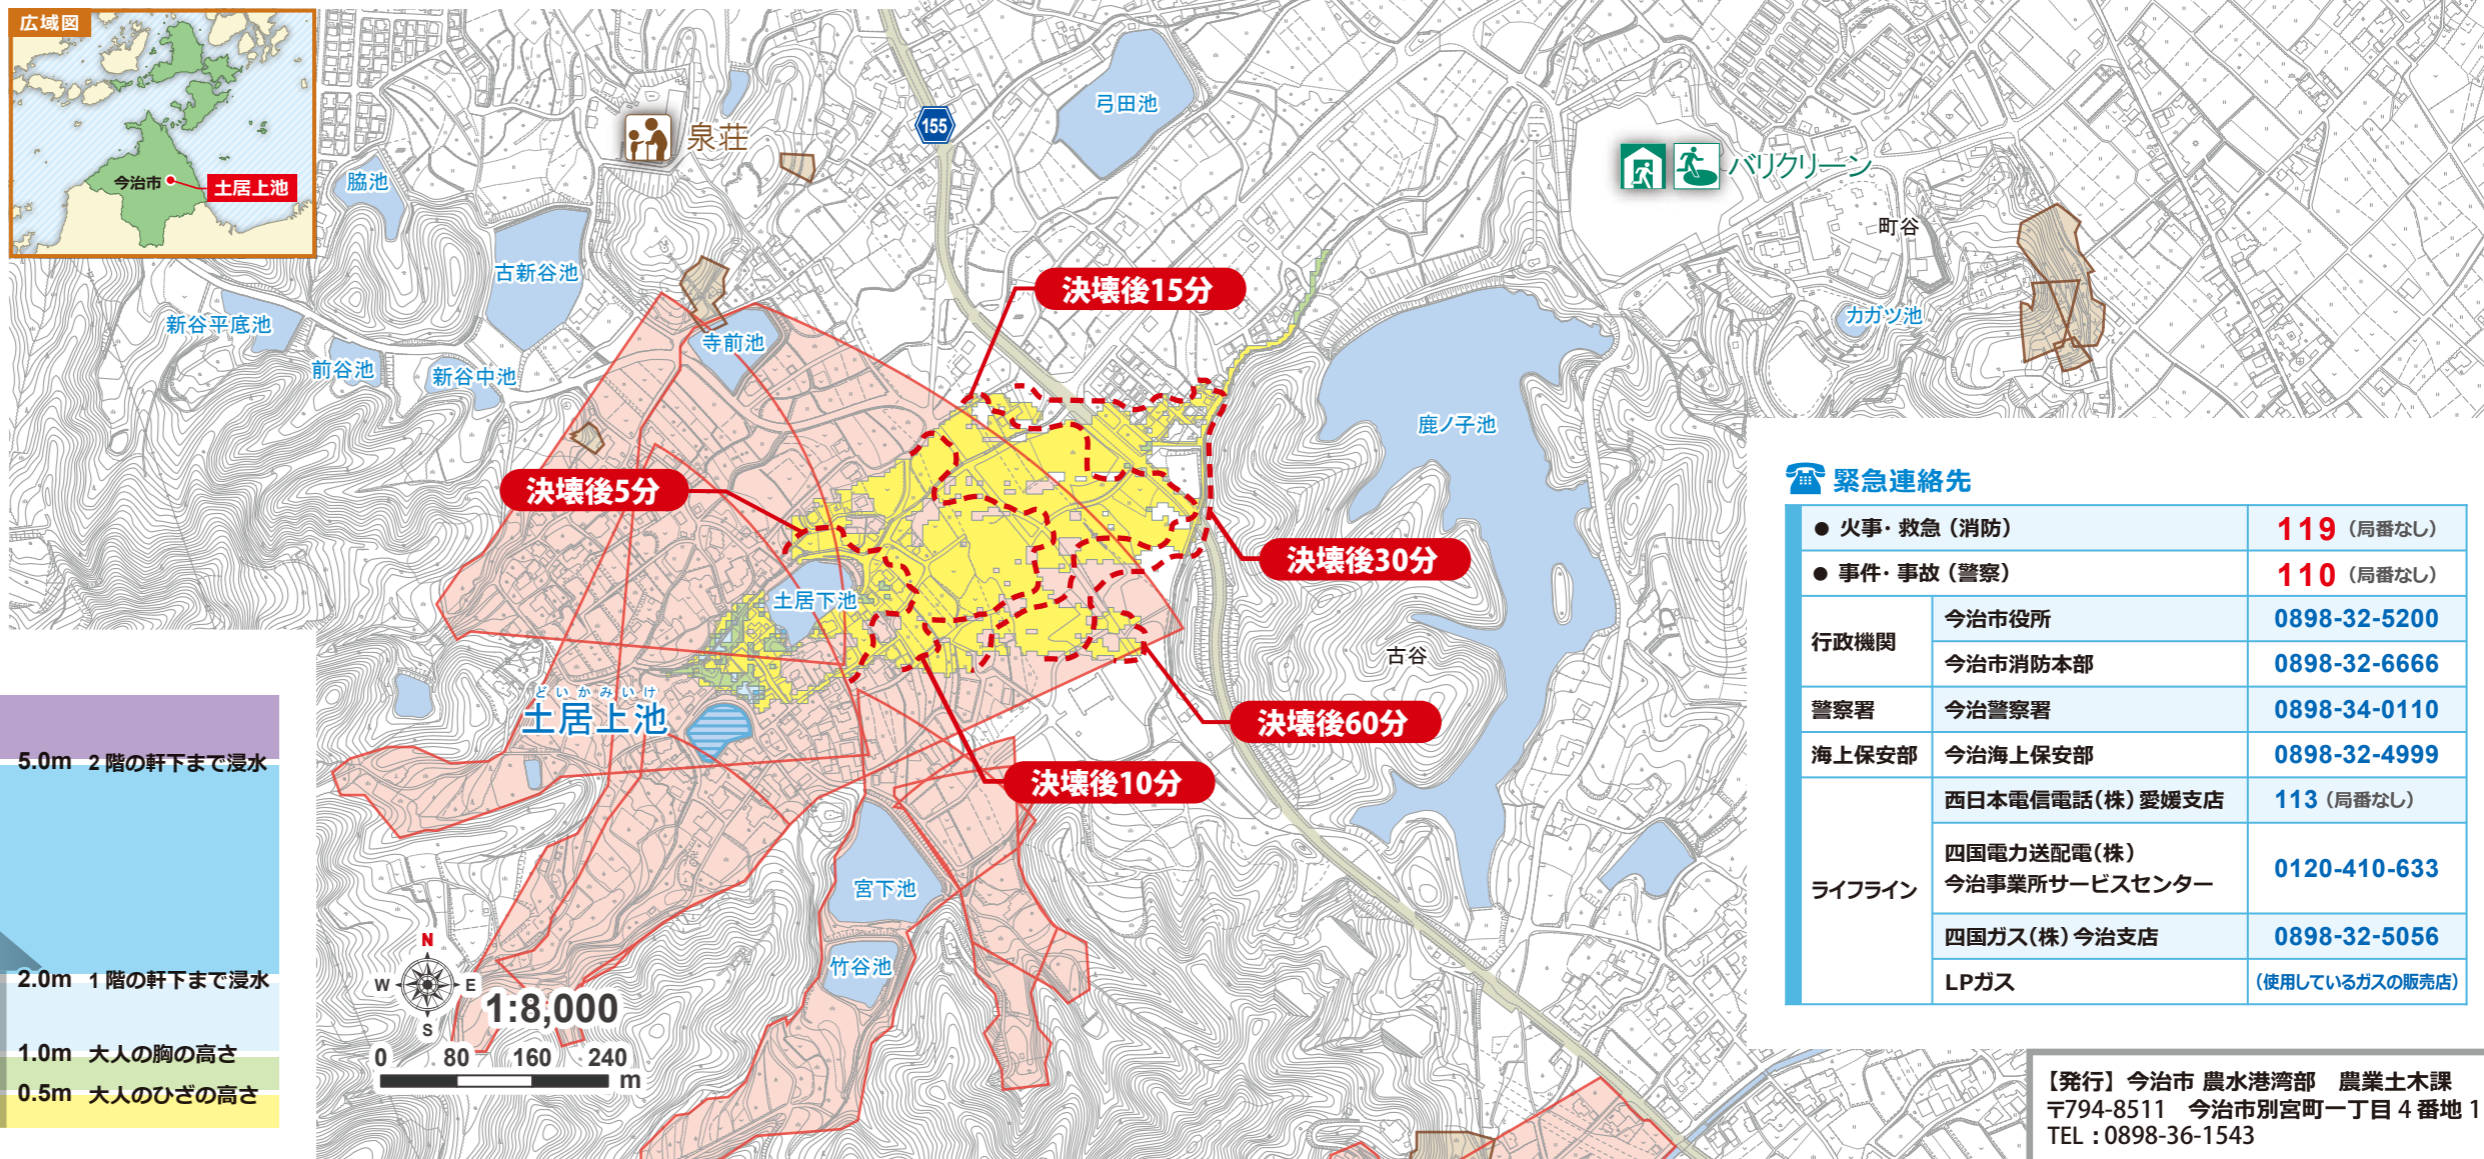 広域図
今治市
土居上池
脇池
古新谷池
新谷平底池
前谷池
新谷中池
泉荘
155
弓田池
バリクリーン
町谷
カガツ池
寺前池
決壊後15分
鹿ノ子池
決壊後5分
決壊後30分
土居下池
古谷
どいかみいけ
土居上池
決壊後60分
決壊後10分
宮下池
竹谷池
5.0m 2階の軒下まで浸水
2.0m 1階の軒下まで浸水
1.0m 大人の胸の高さ
0.5m 大人のひざの高さ
N
W E
S
1:8,000
0 80 160 240
m
緊急連絡先
● 火事・救急（消防） 119（局番なし）
● 事件・事故（警察） 110（局番なし）
行政機関
今治市役所 0898-32-5200
今治市消防本部 0898-32-6666
警察署 今治警察署 0898-34-0110
海上保安部 今治海上保安部 0898-32-4999
ライフライン
西日本電信電話（株）愛媛支店 113（局番なし）
四国電力送配電（株）
今治事業所サービスセンター 0120-410-633
四国ガス（株）今治支店 0898-32-5056
LPガス （使用しているガスの販売店）
【発行】今治市 農水港湾部 農業土木課
〒794-8511 今治市別宮町一丁目4番地1
TEL：0898-36-1543